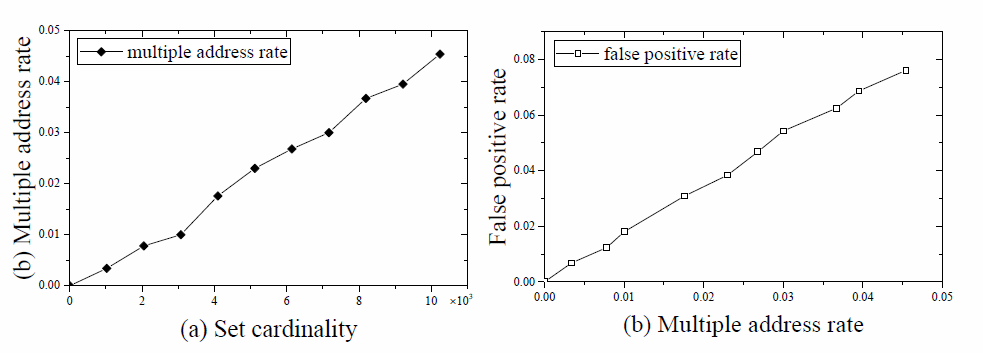 0.05
multiple address rate
0.04
0.03
0.02
0.01
0.00
(b) Multiple address rate
0 2 4 6 8 10 ×10³
(a) Set cardinality
false positive rate
0.08
0.06
0.04
0.02
0.00
False positive rate
0.00 0.01 0.02 0.03 0.04 0.05
(b) Multiple address rate